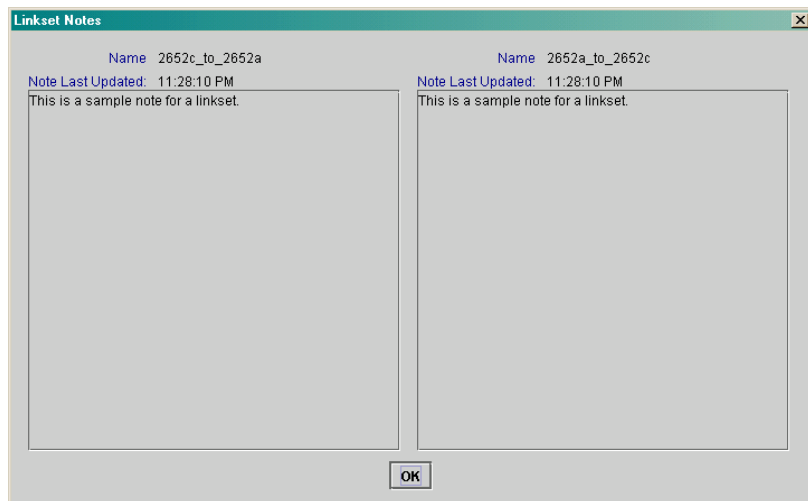 Linkset Notes
Name 2652c_to_2652a
Note Last Updated: 11:28:10 PM
This is a sample note for a linkset.
Name 2652a_to_2652c
Note Last Updated: 11:28:10 PM
This is a sample note for a linkset.
OK